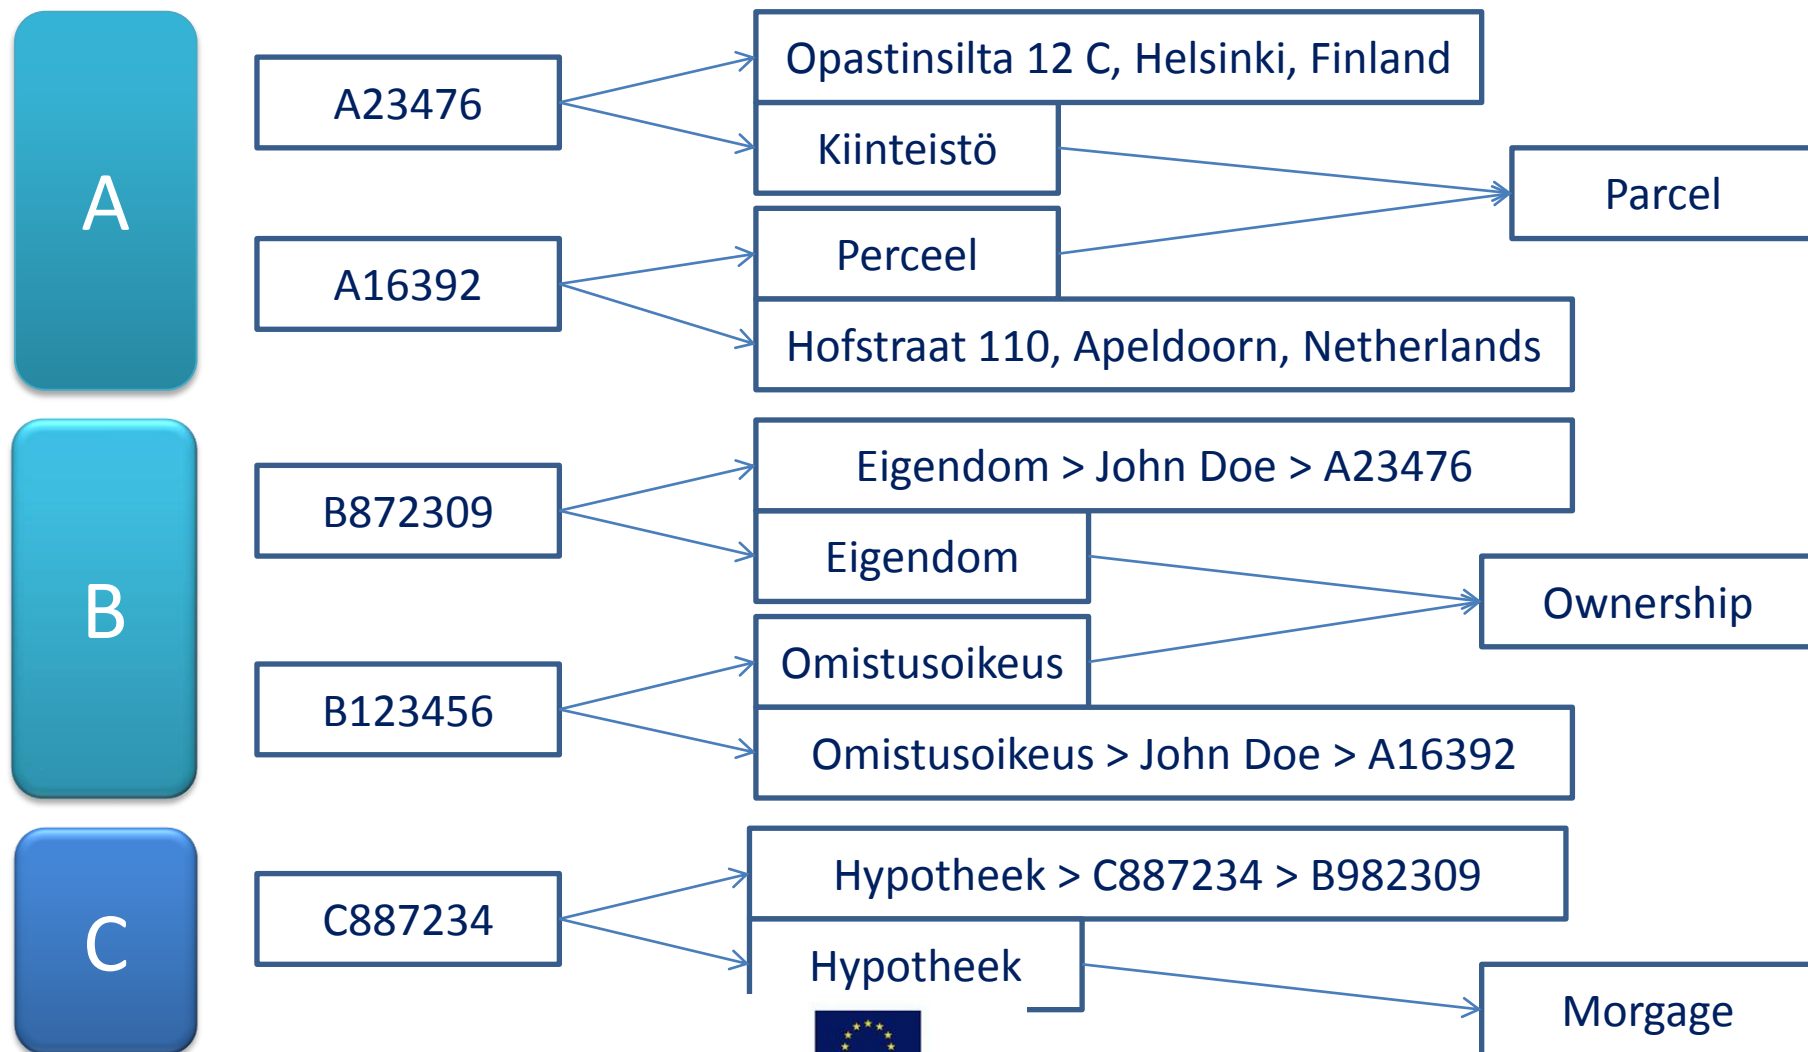 A
A23476
Opastinsilta 12 C, Helsinki, Finland
Kiinteistö
Parcel
A16392
Perceel
Hofstraat 110, Apeldoorn, Netherlands
B
B872309
Eigendom > John Doe > A23476
Eigendom
Ownership
B123456
Omistusoikeus
Omistusoikeus > John Doe > A16392
C
C887234
Hypotheek > C887234 > B982309
Hypotheek
Morgage